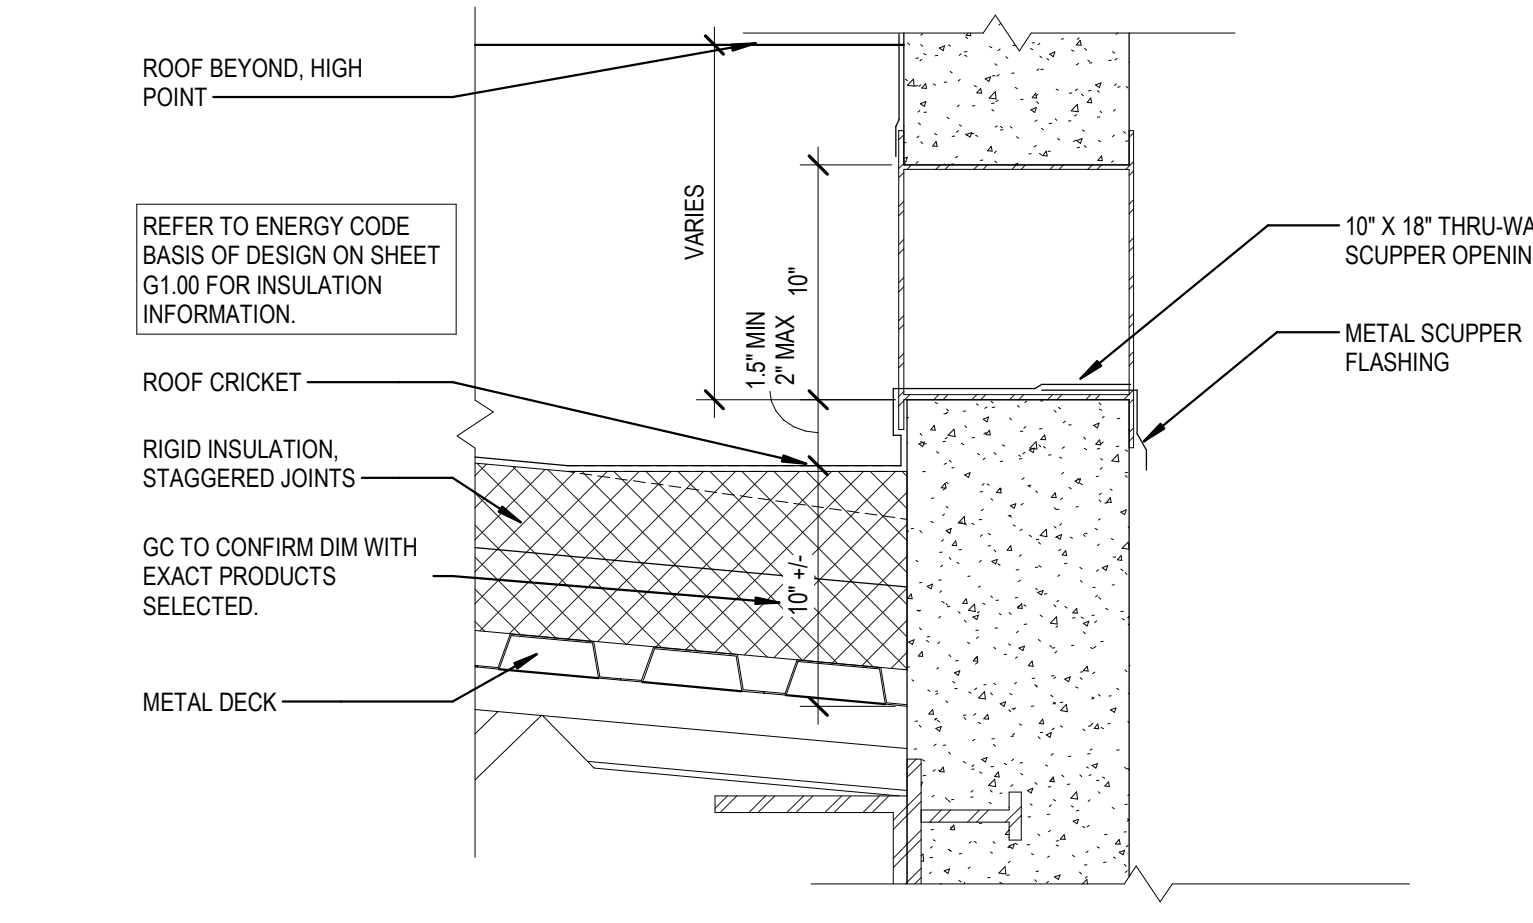 ROOF BEYOND, HIGH
POINT
REFER TO ENERGY CODE
BASIS OF DESIGN ON SHEET
G1.00 FOR INSULATION
INFORMATION.
ROOF CRICKET
RIGID INSULATION,
STAGGERED JOINTS
GC TO CONFIRM DIM WITH
EXACT PRODUCTS
SELECTED.
METAL DECK
VARIES
10"
1.5" MIN
2" MAX
10" +/-
10" X 18" THRU-WA
SCUPPER OPENIN
METAL SCUPPER
FLASHING